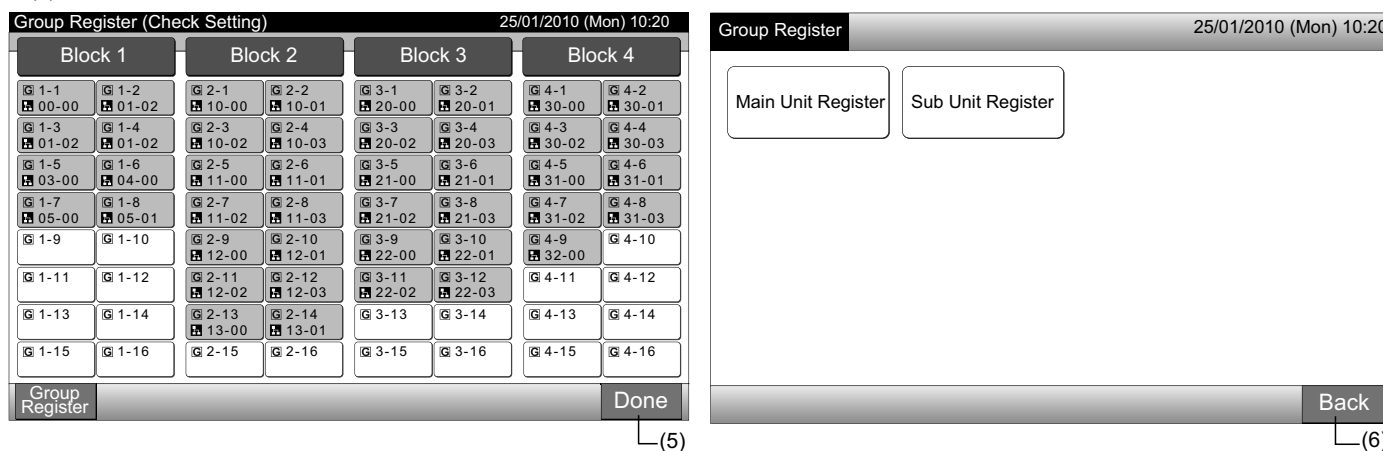 Group Register (Check Setting) 25/01/2010 (Mon) 10:20
Block 1 Block 2 Block 3 Block 4
G 1-1 G 1-2 G 2-1 G 2-2 G 3-1 G 3-2 G 4-1 G 4-2
00-00 01-02 10-00 10-01 20-00 20-01 30-00 30-01
G 1-3 G 1-4 G 2-3 G 2-4 G 3-3 G 3-4 G 4-3 G 4-4
01-02 01-02 10-02 10-03 20-02 20-03 30-02 30-03
G 1-5 G 1-6 G 2-5 G 2-6 G 3-5 G 3-6 G 4-5 G 4-6
03-00 04-00 11-00 11-01 21-00 21-01 31-00 31-01
G 1-7 G 1-8 G 2-7 G 2-8 G 3-7 G 3-8 G 4-7 G 4-8
05-00 05-01 11-02 11-03 21-02 21-03 31-02 31-03
G 1-9 G 1-10 G 2-9 G 2-10 G 3-9 G 3-10 G 4-9 G 4-10
12-00 12-01 22-00 22-01 32-00
G 1-11 G 1-12 G 2-11 G 2-12 G 3-11 G 3-12 G 4-11 G 4-12
12-02 12-03 22-02 22-03
G 1-13 G 1-14 G 2-13 G 2-14 G 3-13 G 3-14 G 4-13 G 4-14
13-00 13-01
G 1-15 G 1-16 G 2-15 G 2-16 G 3-15 G 3-16 G 4-15 G 4-16
Group
Register
Done
(5)
Group Register 25/01/2010 (Mon) 10:20
Main Unit Register Sub Unit Register
Back
(6)